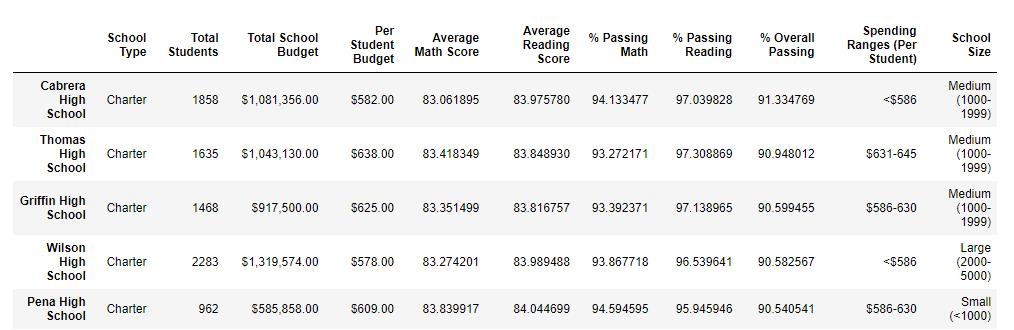 School Type Total Students Total School Budget Per Student Budget Average Math Score Average Reading Score % Passing Math % Passing Reading % Overall Passing Spending Ranges (Per Student) School Size
Cabrera High School Charter 1858 $1,081,356.00 $582.00 83.061895 83.975780 94.133477 97.039828 91.334769 <$586 Medium (1000-1999)
Thomas High School Charter 1635 $1,043,130.00 $638.00 83.418349 83.848930 93.272171 97.308869 90.948012 $631-645 Medium (1000-1999)
Griffin High School Charter 1468 $917,500.00 $625.00 83.351499 83.816757 93.392371 97.138965 90.599455 $586-630 Medium (1000-1999)
Wilson High School Charter 2283 $1,319,574.00 $578.00 83.274201 83.989488 93.867718 96.539641 90.582567 <$586 Large (2000-5000)
Pena High School Charter 962 $585,858.00 $609.00 83.839917 84.044699 94.594595 95.945946 90.540541 $586-630 Small (<1000)